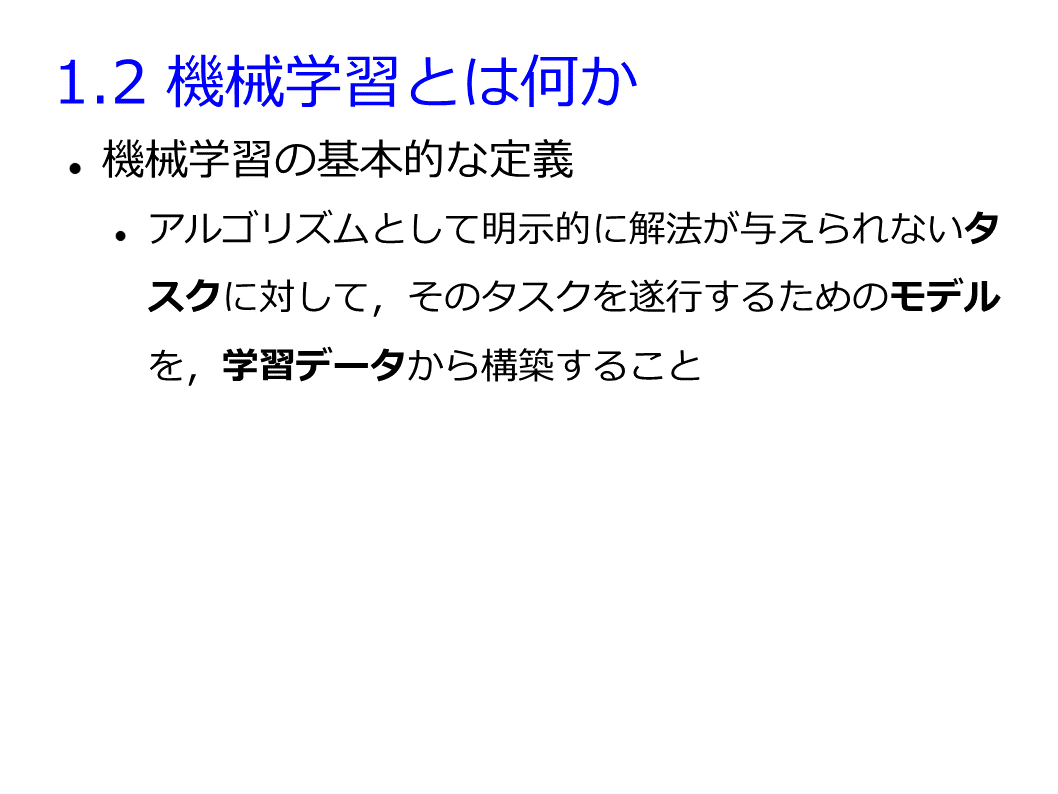 1.2 機械学習とは何か
● 機械学習の基本的な定義
● アルゴリズムとして明示的に解法が与えられないタ
スクに対して，そのタスクを遂行するためのモデル
を，学習データから構築すること